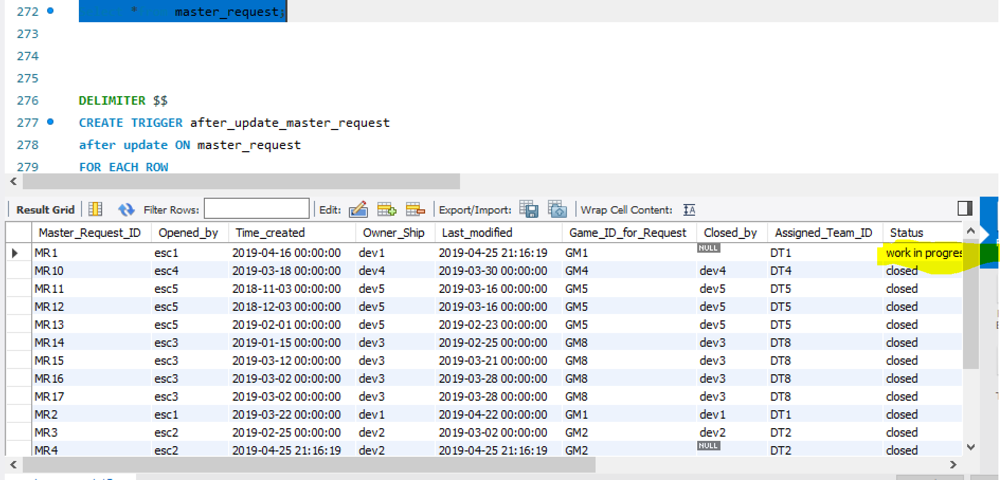 272 select *from master_request;
273
274
275
276 DELIMITER $$
277 CREATE TRIGGER after_update_master_request
278 after update ON master_request
279 FOR EACH ROW
Result Grid Filter Rows: Edit: Export/Import: Wrap Cell Content:
Master_Request_ID Opened_by Time_created Owner_Ship Last_modified Game_ID_for_Request Closed_by Assigned_Team_ID Status
MR1 esc1 2019-04-16 00:00:00 dev1 2019-04-25 21:16:19 GM1 NULL DT1 work in progres
MR10 esc4 2019-03-18 00:00:00 dev4 2019-03-30 00:00:00 GM4 dev4 DT4 closed
MR11 esc5 2018-11-03 00:00:00 dev5 2019-03-16 00:00:00 GM5 dev5 DT5 closed
MR12 esc5 2018-12-03 00:00:00 dev5 2019-03-16 00:00:00 GM5 dev5 DT5 closed
MR13 esc5 2019-02-01 00:00:00 dev5 2019-02-23 00:00:00 GM5 dev5 DT5 closed
MR14 esc3 2019-01-15 00:00:00 dev3 2019-02-25 00:00:00 GM8 dev3 DT8 closed
MR15 esc3 2019-03-12 00:00:00 dev3 2019-03-21 00:00:00 GM8 dev3 DT8 closed
MR16 esc3 2019-03-02 00:00:00 dev3 2019-03-28 00:00:00 GM8 dev3 DT8 closed
MR17 esc3 2019-03-02 00:00:00 dev3 2019-03-28 00:00:00 GM8 dev3 DT8 closed
MR2 esc1 2019-03-22 00:00:00 dev1 2019-04-22 00:00:00 GM1 dev1 DT1 closed
MR3 esc2 2019-02-25 00:00:00 dev2 2019-03-02 00:00:00 GM2 dev2 DT2 closed
MR4 esc2 2019-04-25 21:16:19 dev2 2019-04-25 21:16:19 GM2 NULL DT2 closed